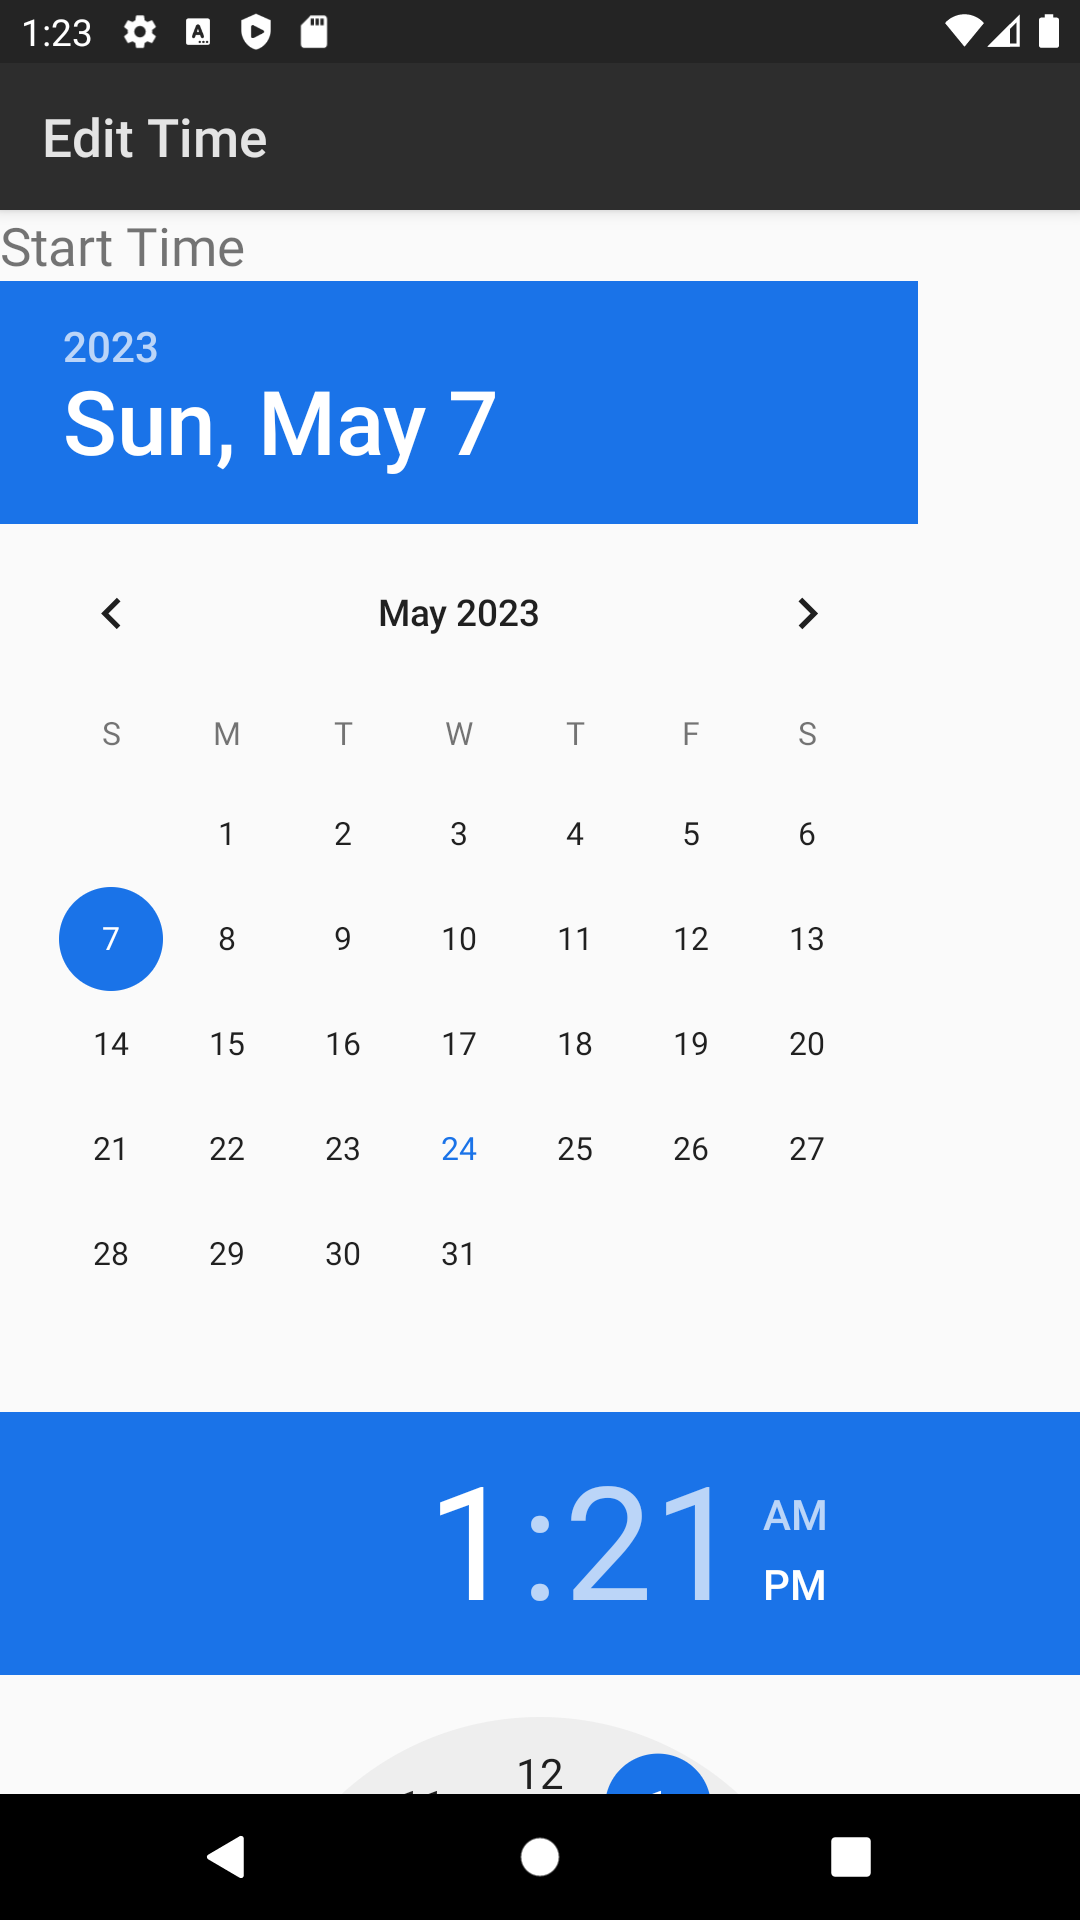 1:23
Edit Time
Start Time
2023
Sun, May 7
May 2023
S M T W T F S
1 2 3 4 5 6
7 8 9 10 11 12 13
14 15 16 17 18 19 20
21 22 23 24 25 26 27
28 29 30 31
1:21
AM
PM
12